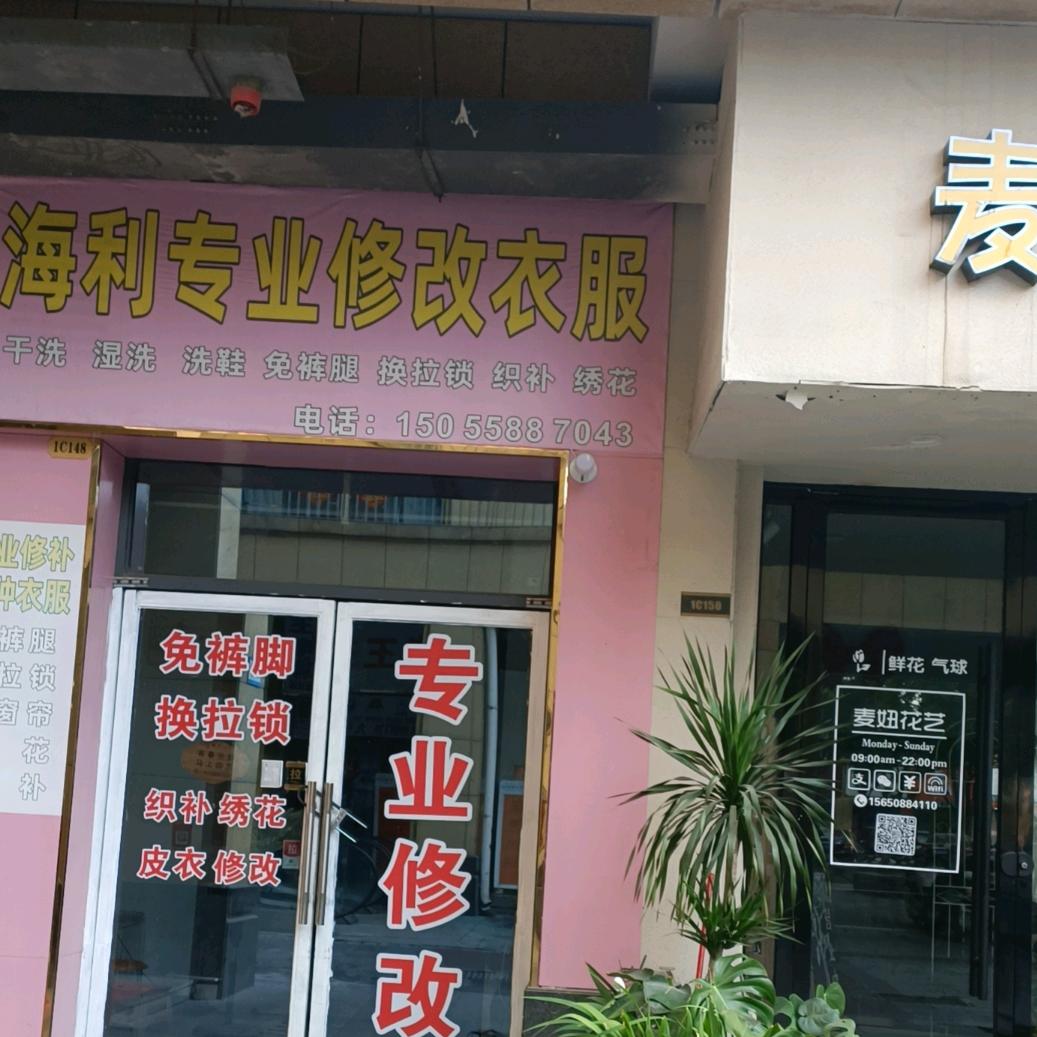 海利专业修改衣服
干洗 湿洗 洗鞋 免裤腿 换拉锁 织补 绣花
电话：150 5588 7043
1C148
业修补
衣服
裤腿
拉锁
窗帘
花
补
免裤脚
换拉锁
织补 绣花
皮衣 修改
专
业
修
改
拉
麦
1C150
鲜花 气球
麦妞花艺
Monday - Sunday
09:00am - 22:00pm
支
¥
Wifi
15650884110